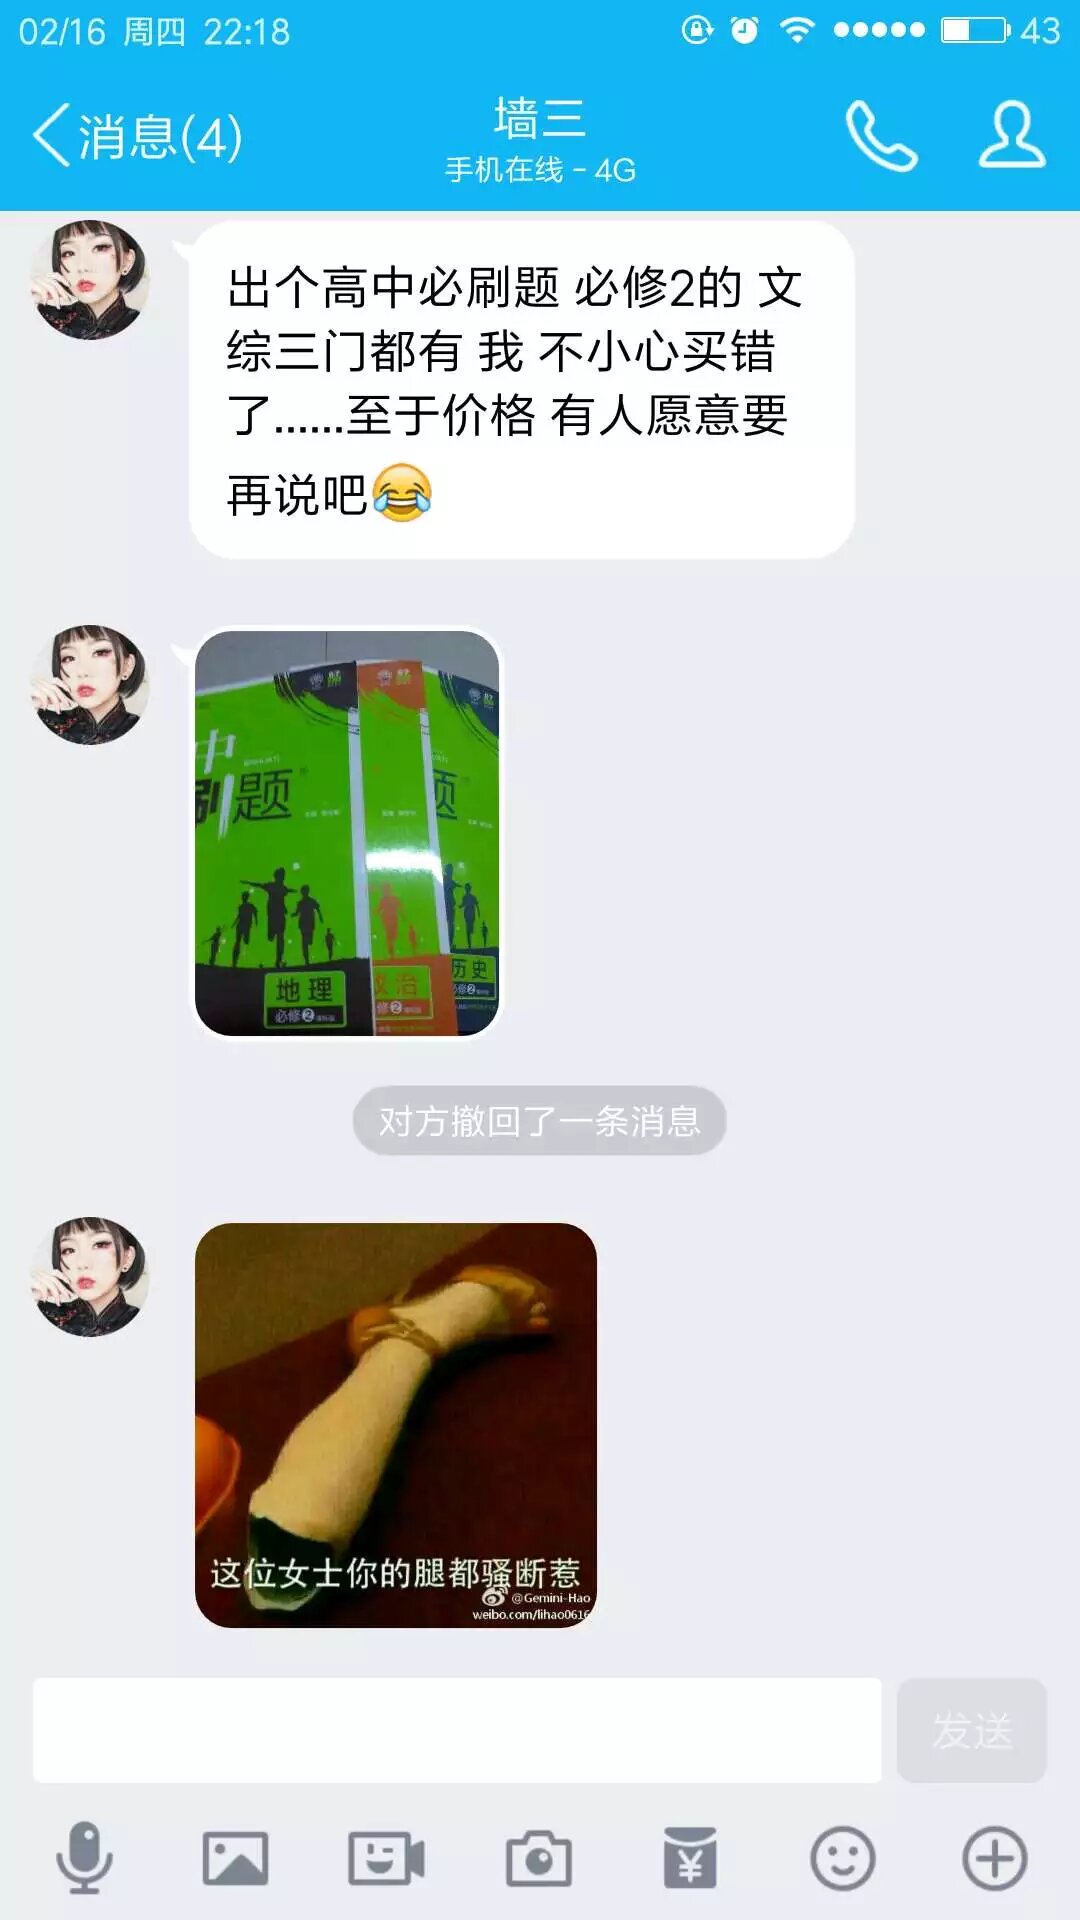 02/16 周四 22:18
43
消息(4)
墙三
手机在线 - 4G
出个高中必刷题 必修2的 文
综三门都有 我 不小心买错
了......至于价格 有人愿意要
再说吧😂
中
刷题
题
地理
必修2
政治
修2
历史
必修2
对方撤回了一条消息
这位女士你的腿都骚断惹
@Gemini-Hao
weibo.com/lihao0616
发送